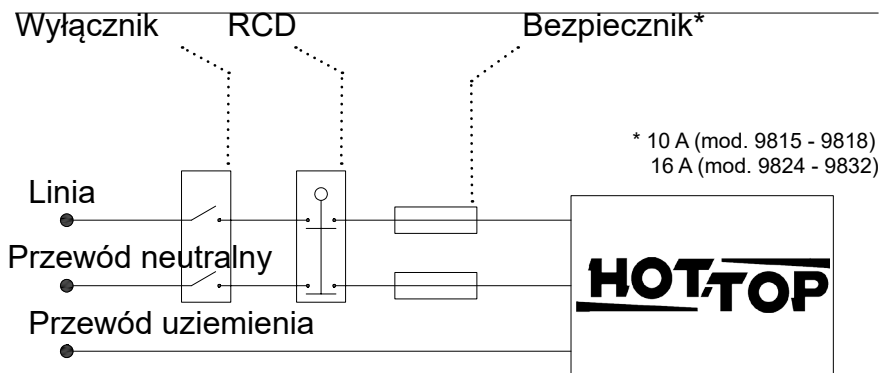 Wyłącznik RCD Bezpiecznik*
* 10 A (mod. 9815 - 9818)
16 A (mod. 9824 - 9832)
Linia
Przewód neutralny
HOT TOP
Przewód uziemienia